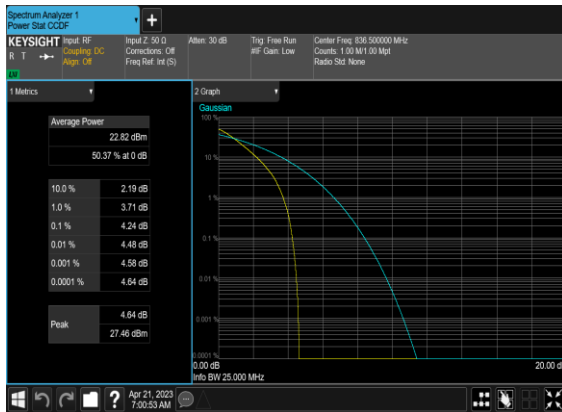 Spectrum Analyzer 1
Power Stat CCDF
+
KEYSIGHT
R T
LV
Input: RF
Coupling: DC
Align: Off
Input Z: 50 Ω
Corrections: Off
Freq Ref: Int (S)
Atten: 30 dB
Trig: Free Run
#IF Gain: Low
Center Freq: 836.500000 MHz
Counts: 1.00 M/1.00 Mpt
Radio Std: None
1 Metrics
Average Power
22.82 dBm
50.37 % at 0 dB
10.0 % 2.19 dB
1.0 % 3.71 dB
0.1 % 4.24 dB
0.01 % 4.48 dB
0.001 % 4.58 dB
0.0001 % 4.64 dB
Peak
4.64 dB
27.46 dBm
2 Graph
Gaussian
100 %
10 %
1 %
0.1 %
0.01 %
0.001 %
0.0001 %
0.00 dB
20.00 dB
Info BW 25.000 MHz
?
Apr 21, 2023
7:00:53 AM